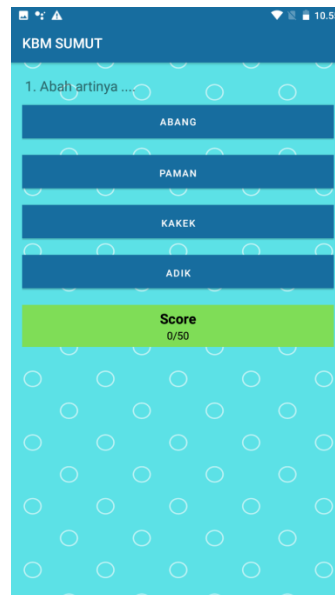 10.5
KBM SUMUT
1. Abah artinya ....
ABANG
PAMAN
KAKEK
ADIK
Score
0/50